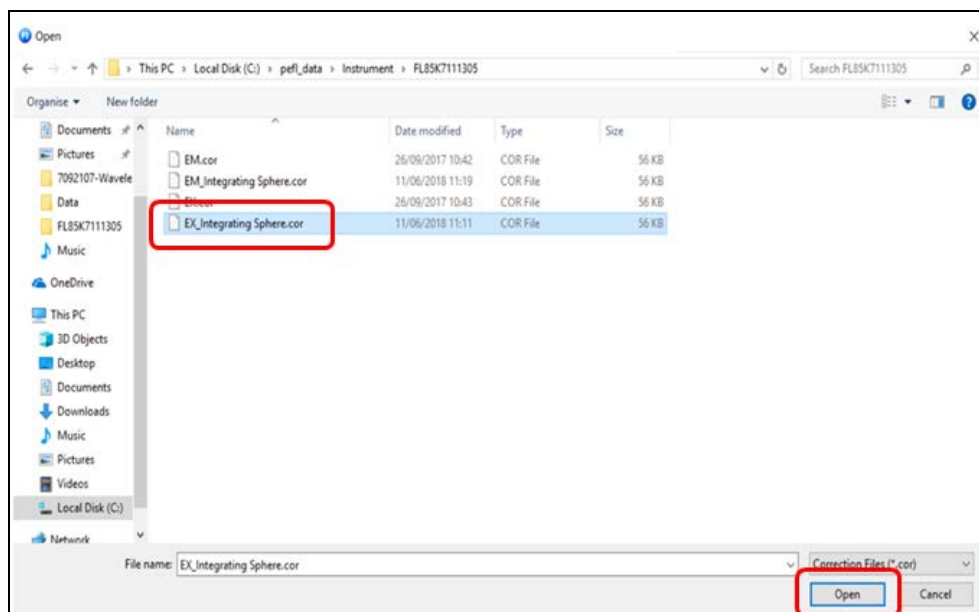 Open
This PC > Local Disk (C:) > pefl_data > Instrument > FL85K7111305
Search FL85K7111305
Organise New folder
Name Date modified Type Size
EM.cor 26/09/2017 10:42 COR File 56 KB
EM_Integrating Sphere.cor 11/06/2018 11:19 COR File 56 KB
EX.cor 26/09/2017 10:43 COR File 56 KB
EX_Integrating Sphere.cor 11/06/2018 11:11 COR File 56 KB
Documents
Pictures
7092107-Wavele
Data
FL85K7111305
Music
OneDrive
This PC
3D Objects
Desktop
Documents
Downloads
Music
Pictures
Videos
Local Disk (C:)
Network
File name: EX_Integrating Sphere.cor Correction Files (*.cor)
Open Cancel